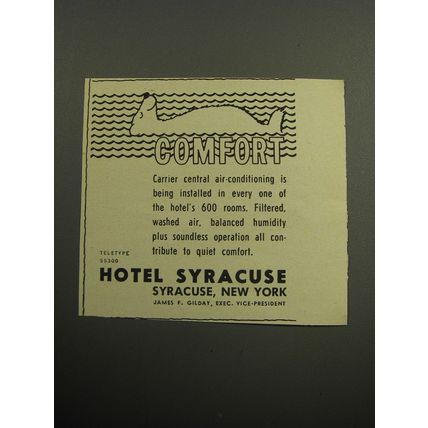 COMFORT
Carrier central air-conditioning is
being installed in every one of
the hotel's 600 rooms. Filtered,
washed air, balanced humidity
plus soundless operation all con-
tribute to quiet comfort.
TELETYPE
SS300
HOTEL SYRACUSE
SYRACUSE, NEW YORK
JAMES F. GILDAY, EXEC. VICE-PRESIDENT